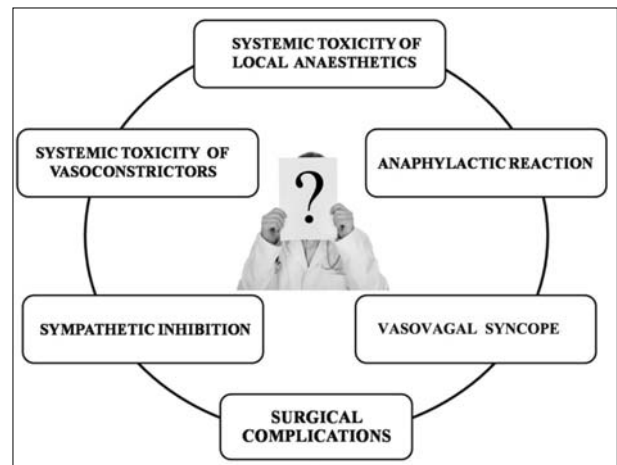 SYSTEMIC TOXICITY OF
LOCAL ANAESTHETICS
ANAPHYLACTIC REACTION
VASOVAGAL SYNCOPE
SURGICAL
COMPLICATIONS
SYMPATHETIC INHIBITION
SYSTEMIC TOXICITY OF
VASOCONSTRICTORS
?